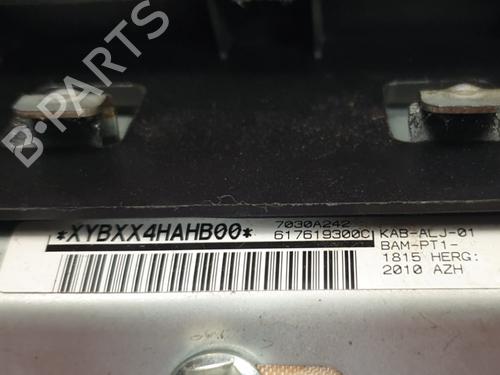 B-PARTS
*XYBXX4HAHB00*
7030A242
617619300C
KAB-ALJ-01
BAM-PT1-
1815 HERG:
2010 AZH